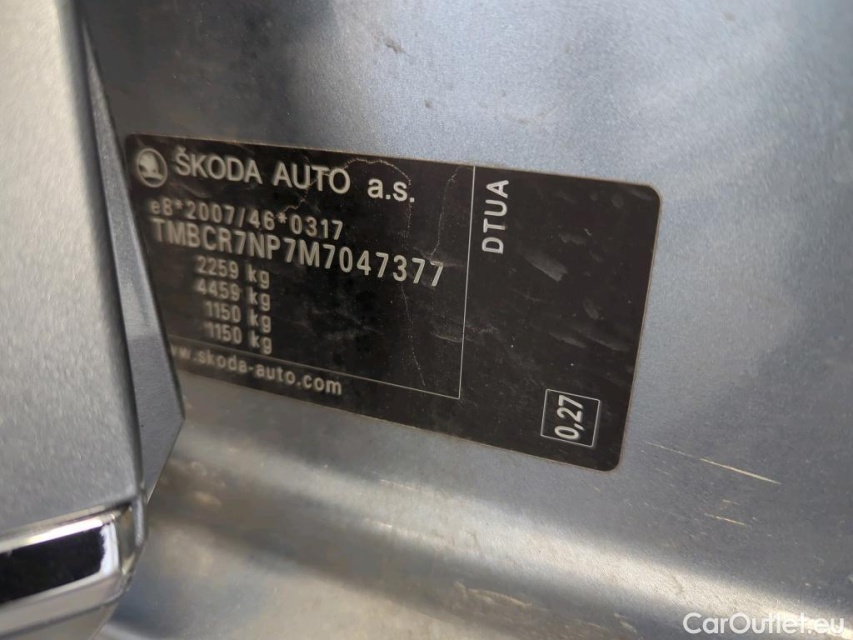 ŠKODA AUTO a.s.
e8*2007/46*0317
TMBCR7NP7M7047377
2259 kg
4459 kg
1150 kg
1150 kg
www.skoda-auto.com
DTUA
0,27
CarOutlet.eu